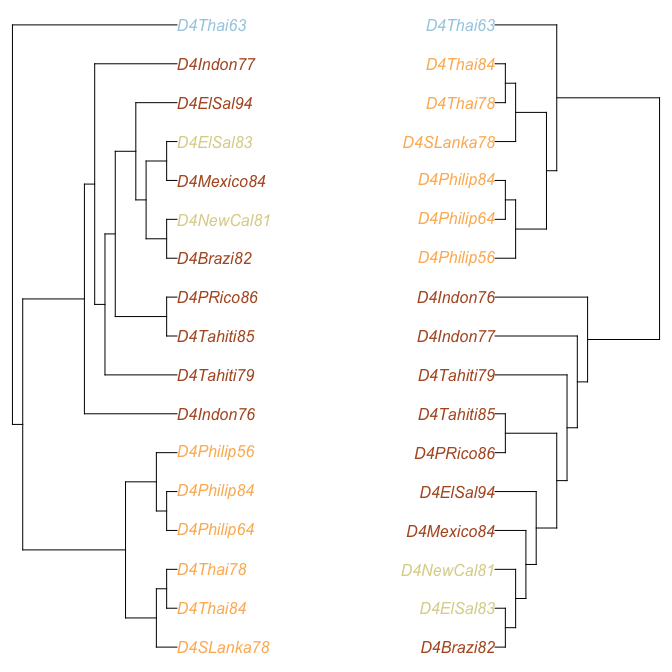 D4Thai63 D4Thai63
D4Indon77 D4Thai84
D4ElSal94 D4Thai78
D4ElSal83 D4SLanka78
D4Mexico84 D4Philip84
D4NewCal81 D4Philip64
D4Brazi82 D4Philip56
D4PRico86 D4Indon76
D4Tahiti85 D4Indon77
D4Tahiti79 D4Tahiti79
D4Indon76 D4Tahiti85
D4Philip56 D4PRico86
D4Philip84 D4ElSal94
D4Philip64 D4Mexico84
D4Thai78 D4NewCal81
D4Thai84 D4ElSal83
D4SLanka78 D4Brazi82